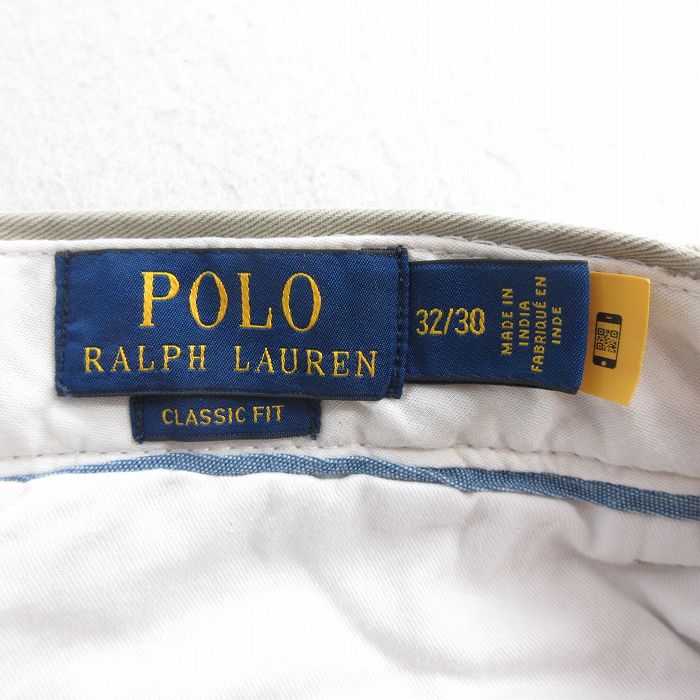 POLO
RALPH LAUREN
CLASSIC FIT
32/30
MADE IN
INDIA
FABRIQUÉ EN
INDE